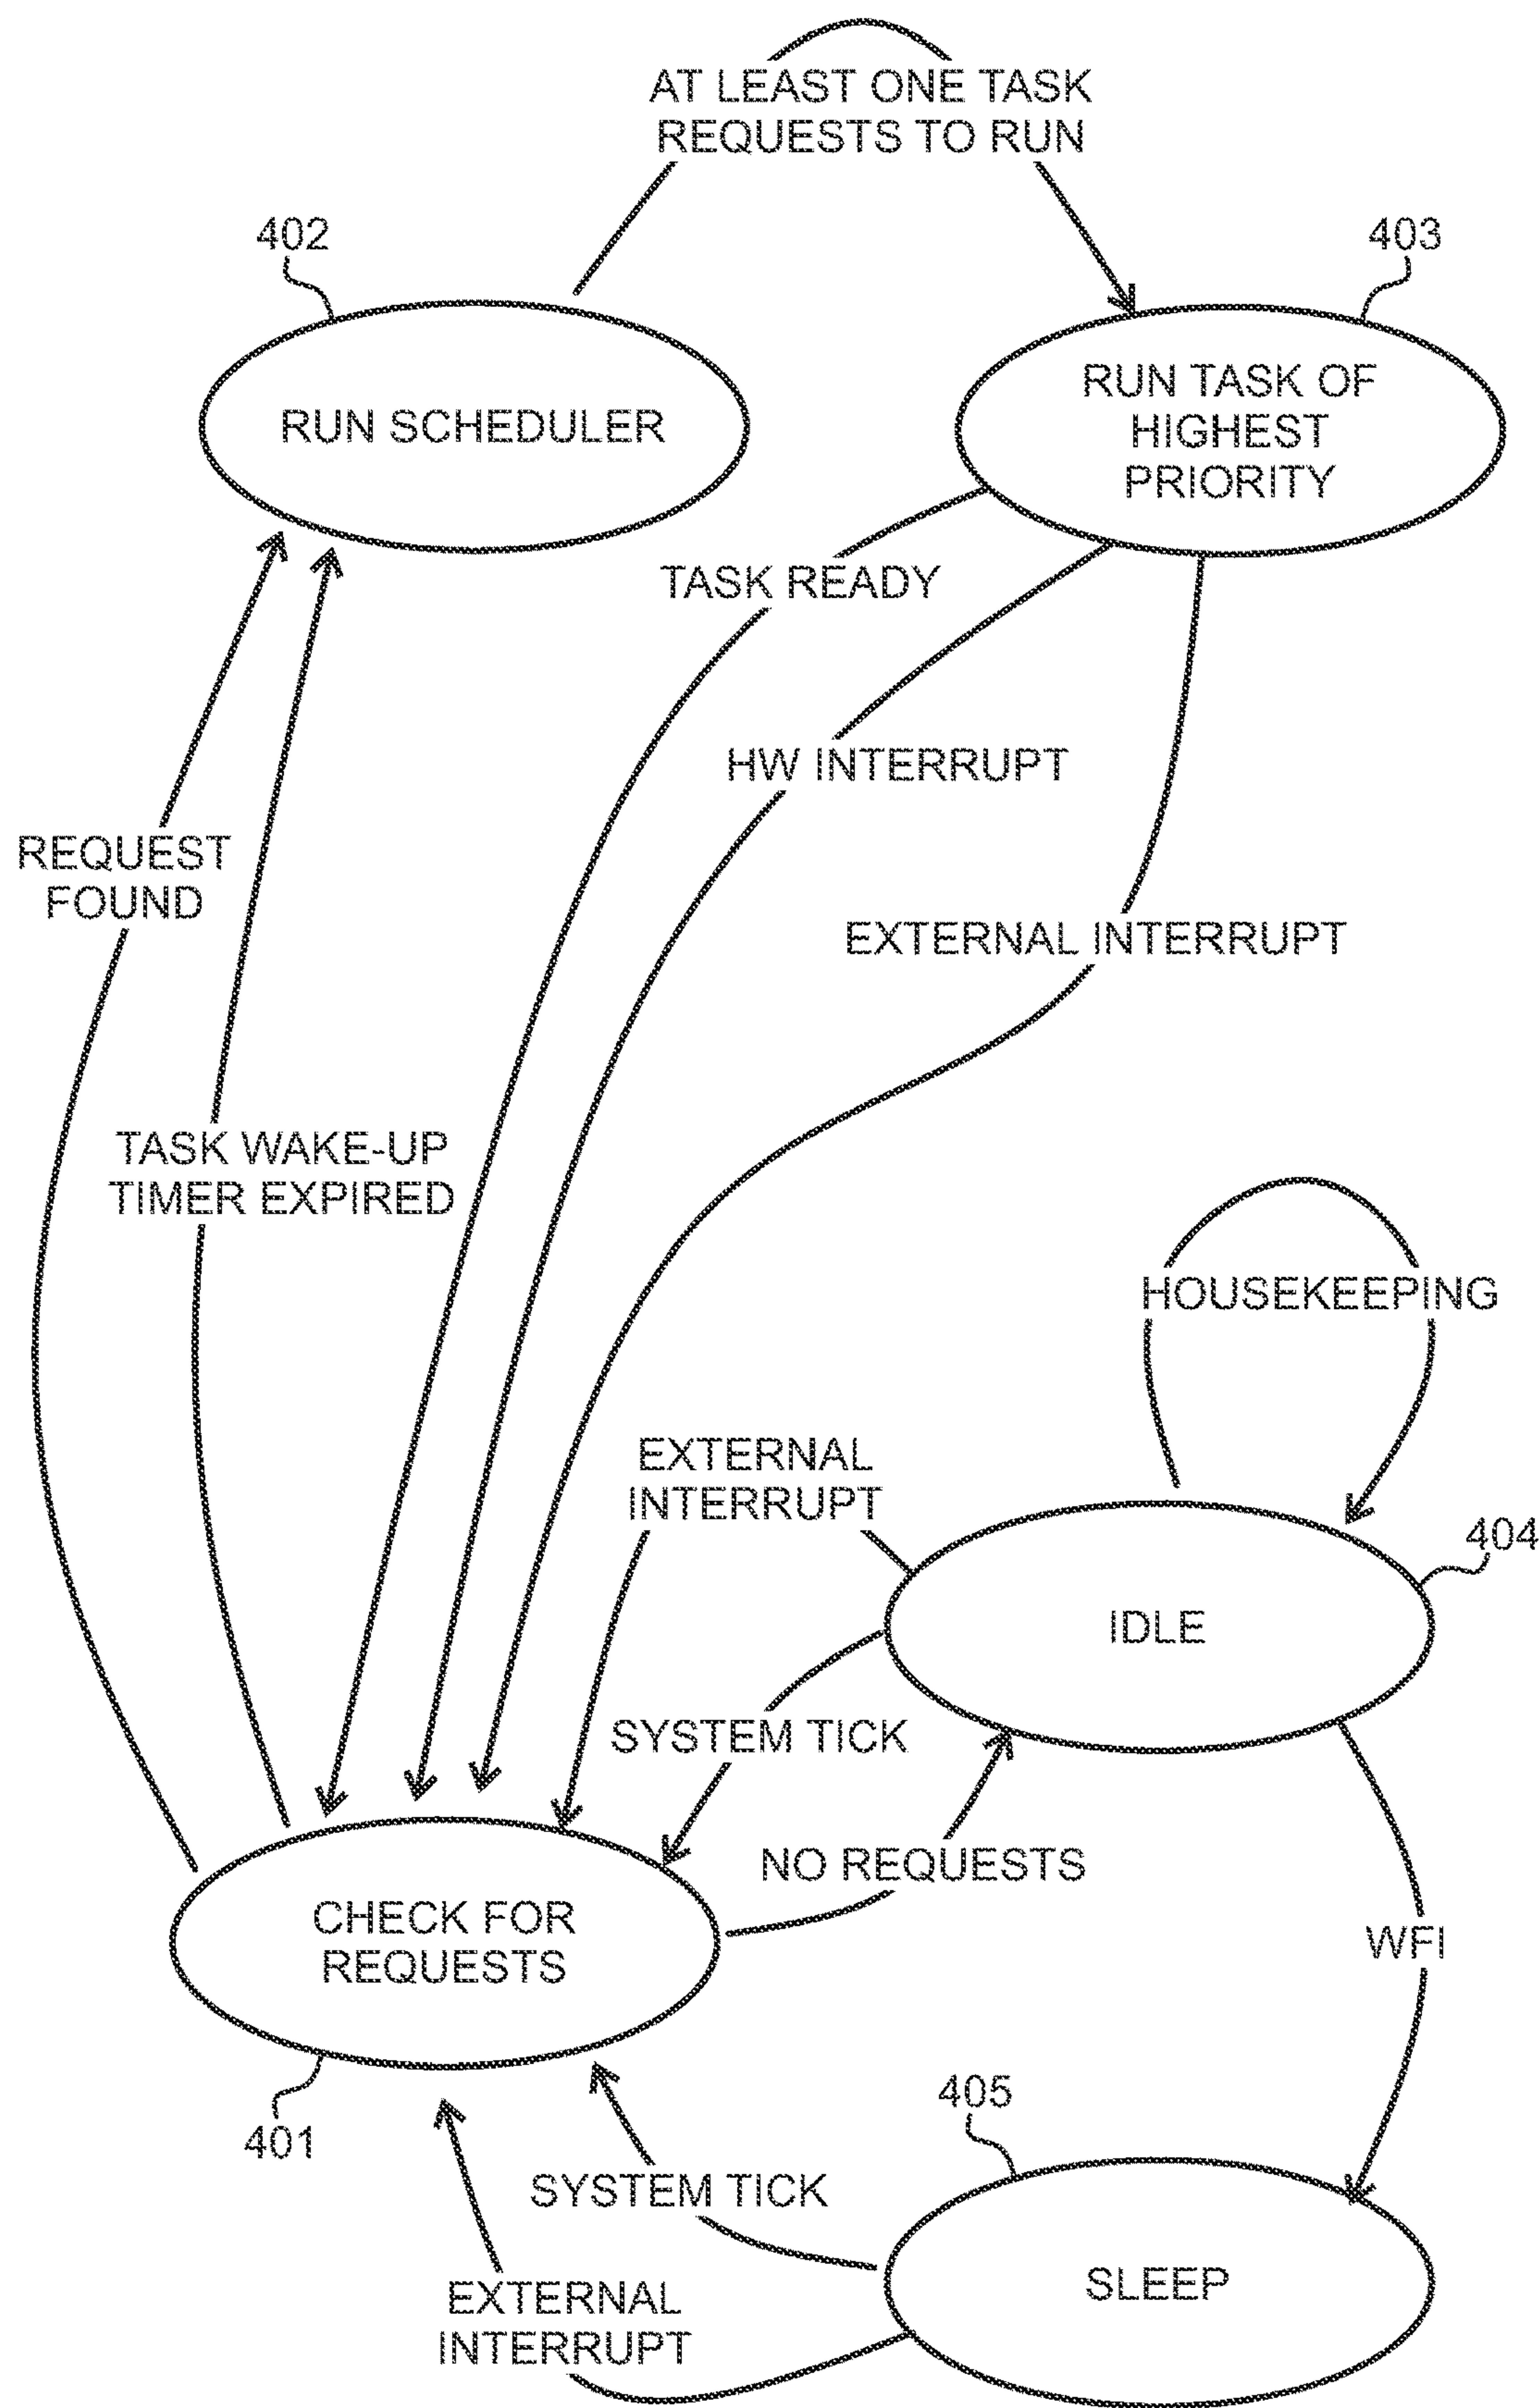 AT LEAST ONE TASK
REQUESTS TO RUN
402
403
RUN SCHEDULER
RUN TASK OF
HIGHEST
PRIORITY
TASK READY
HW INTERRUPT
REQUEST
FOUND
EXTERNAL INTERRUPT
TASK WAKE-UP
TIMER EXPIRED
HOUSEKEEPING
EXTERNAL
INTERRUPT
404
IDLE
SYSTEM TICK
NO REQUESTS
CHECK FOR
REQUESTS
WFI
401
405
SYSTEM TICK
SLEEP
EXTERNAL
INTERRUPT